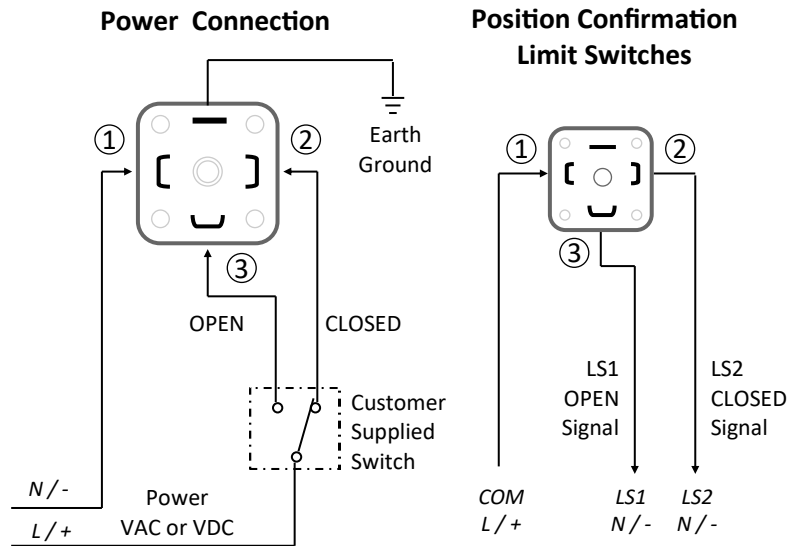 Power Connection
①
②
③
Earth
Ground
OPEN
CLOSED
Customer
Supplied
Switch
N / -
L / +
Power
VAC or VDC
Position Confirmation
Limit Switches
①
②
③
LS1
OPEN
Signal
LS2
CLOSED
Signal
COM
L / +
LS1
N / -
LS2
N / -